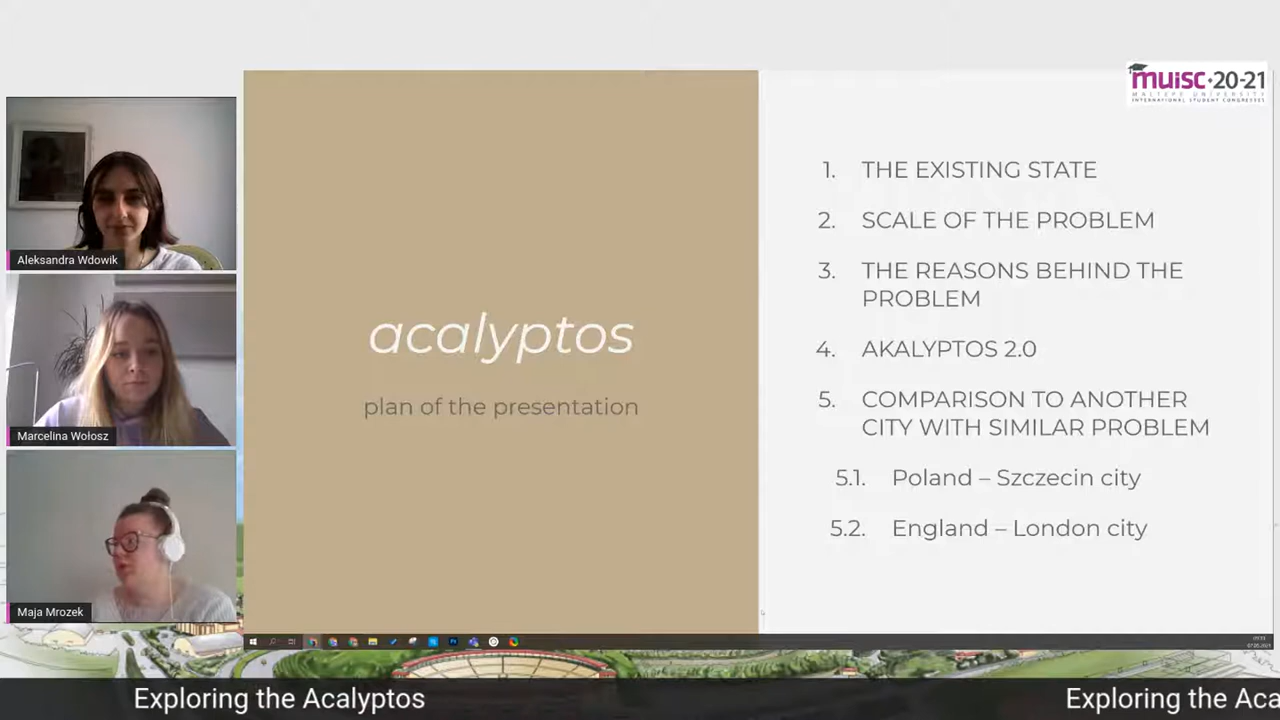 muisc·20-21
MALTEPE UNIVERSITY
INTERNATIONAL STUDENT CONGRESSES
Aleksandra Wdowik
Marcelina Wołosz
Maja Mrozek
acalyptos
plan of the presentation
1. THE EXISTING STATE
2. SCALE OF THE PROBLEM
3. THE REASONS BEHIND THE
PROBLEM
4. AKALYPTOS 2.0
5. COMPARISON TO ANOTHER
CITY WITH SIMILAR PROBLEM
5.1. Poland – Szczecin city
5.2. England – London city
Exploring the Acalyptos
Exploring the Aca